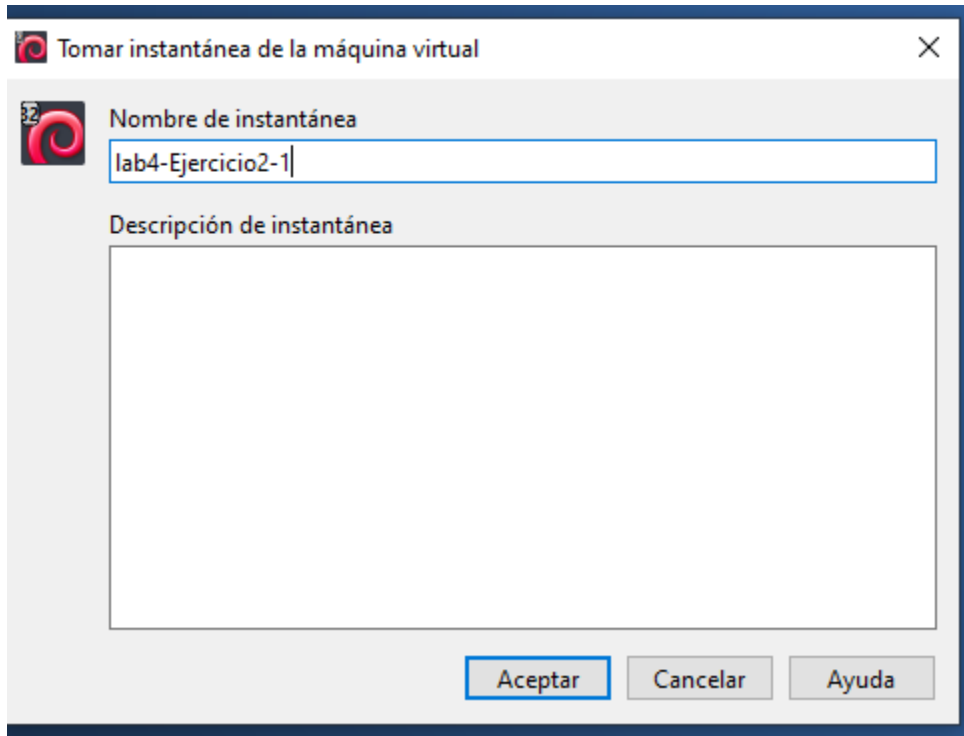 Tomar instantánea de la máquina virtual
32
Nombre de instantánea
lab4-Ejercicio2-1
Descripción de instantánea
Aceptar Cancelar Ayuda